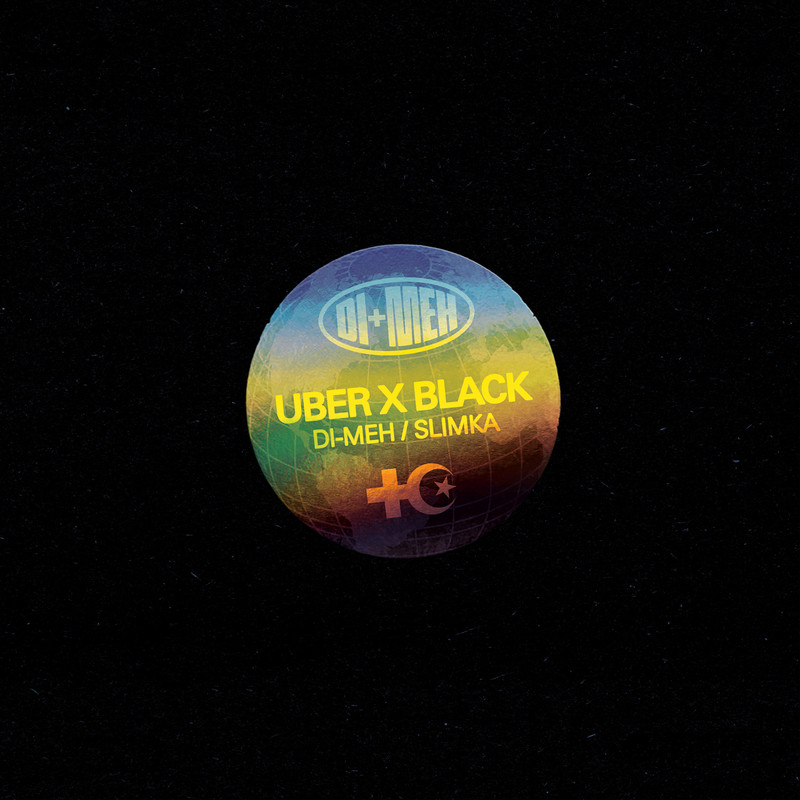 DI+MEH
UBER X BLACK
DI-MEH / SLIMKA